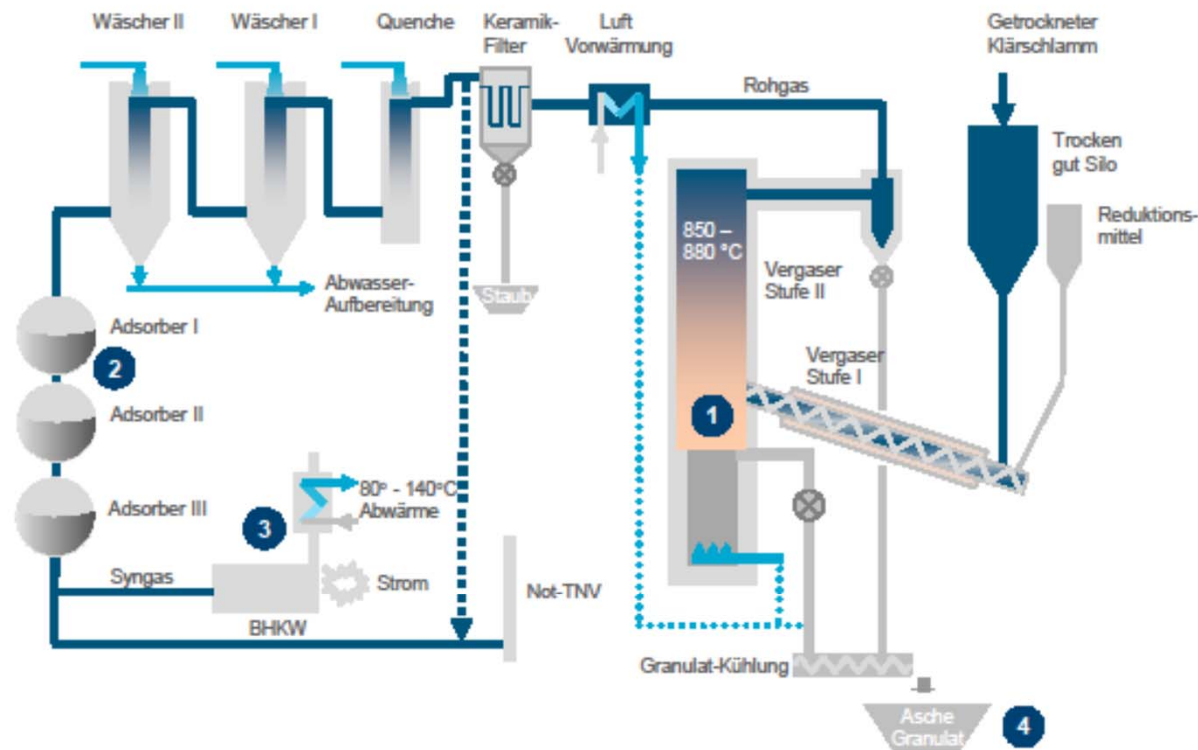 Wäscher II
Wäscher I
Quenche
Keramik-
Filter
Luft
Vorwärmung
Getrockneter
Klärschlamm
Rohgas
Trocken
gut Silo
Reduktions-
mittel
850 –
880 °C
Vergaser
Stufe II
Abwasser-
Aufbereitung
Staub
Adsorber I
2
Vergaser
Stufe I
Adsorber II
1
80° - 140°C
Abwärme
Adsorber III
3
Syngas
Strom
Not-TNV
BHKW
Granulat-Kühlung
Asche
Granulat
4